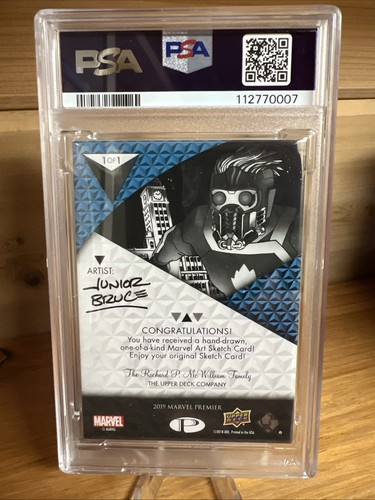 PSA
PSA
112770007
1 OF 1
ARTIST:
JUNIOR
BRUCE
CONGRATULATIONS!
You have received a hand-drawn,
one-of-a-kind Marvel Art Sketch Card!
Enjoy your original Sketch Card!
The Richard P. McWilliam Family
THE UPPER DECK COMPANY
2019 MARVEL PREMIER
MARVEL
P
UPPER DECK